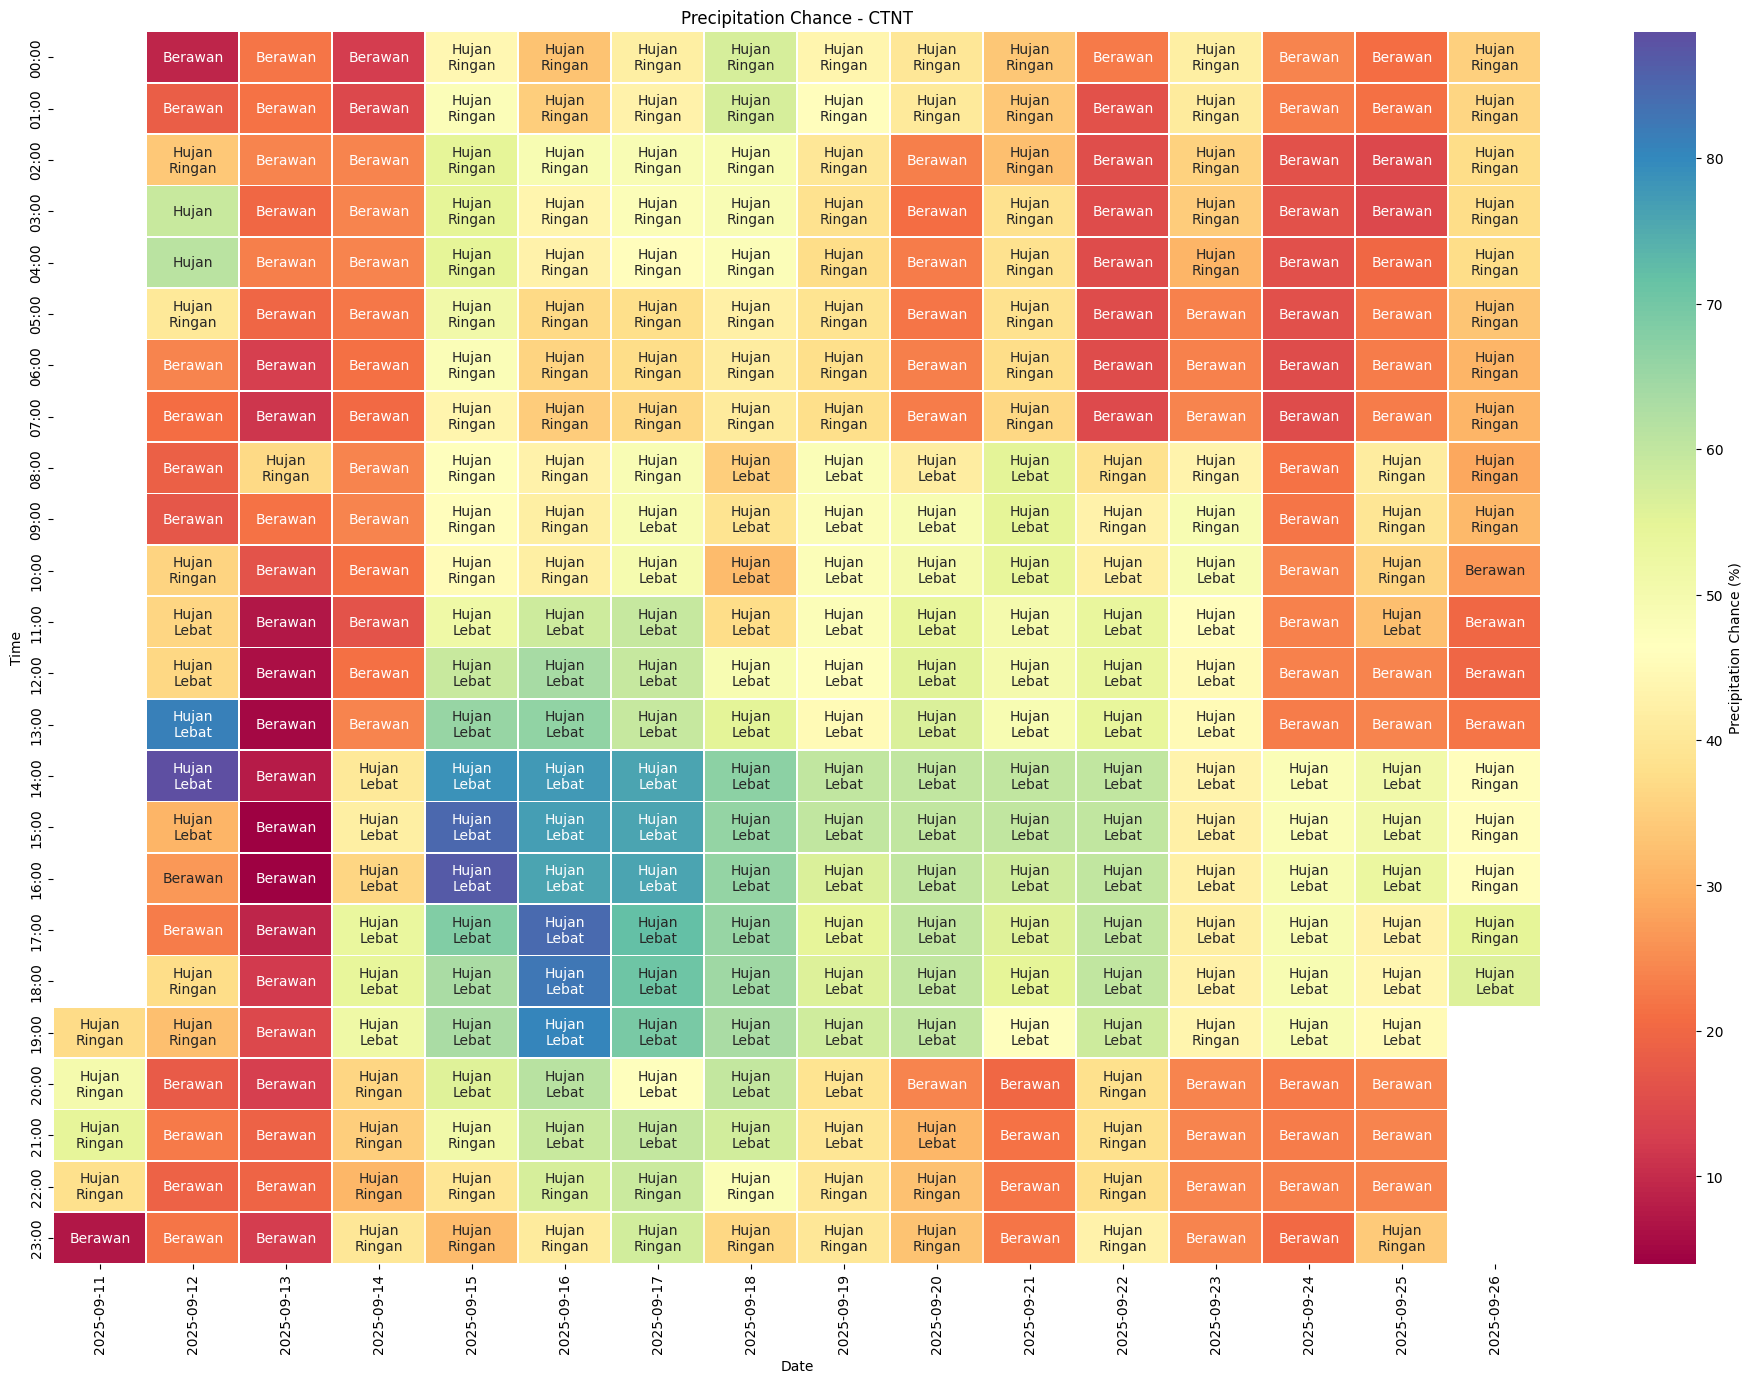 Precipitation Chance - CTNT
00:00 Berawan Berawan Berawan Hujan Ringan Hujan Ringan Hujan Ringan Hujan Ringan Hujan Ringan Hujan Ringan Hujan Ringan Berawan Hujan Ringan Berawan Berawan Hujan Ringan
01:00 Berawan Berawan Berawan Hujan Ringan Hujan Ringan Hujan Ringan Hujan Ringan Hujan Ringan Hujan Ringan Hujan Ringan Berawan Hujan Ringan Berawan Berawan Hujan Ringan
02:00 Hujan Ringan Berawan Berawan Hujan Ringan Hujan Ringan Hujan Ringan Hujan Ringan Hujan Ringan Berawan Hujan Ringan Berawan Hujan Ringan Berawan Berawan Hujan Ringan
03:00 Hujan Berawan Berawan Hujan Ringan Hujan Ringan Hujan Ringan Hujan Ringan Hujan Ringan Berawan Hujan Ringan Berawan Hujan Ringan Berawan Berawan Hujan Ringan
04:00 Hujan Berawan Berawan Hujan Ringan Hujan Ringan Hujan Ringan Hujan Ringan Hujan Ringan Berawan Hujan Ringan Berawan Hujan Ringan Berawan Berawan Hujan Ringan
05:00 Hujan Ringan Berawan Berawan Hujan Ringan Hujan Ringan Hujan Ringan Hujan Ringan Hujan Ringan Berawan Hujan Ringan Berawan Berawan Berawan Berawan Hujan Ringan
06:00 Berawan Berawan Berawan Hujan Ringan Hujan Ringan Hujan Ringan Hujan Ringan Hujan Ringan Berawan Hujan Ringan Berawan Berawan Berawan Berawan Hujan Ringan
07:00 Berawan Berawan Berawan Hujan Ringan Hujan Ringan Hujan Ringan Hujan Ringan Hujan Ringan Berawan Hujan Ringan Berawan Berawan Berawan Berawan Hujan Ringan
08:00 Berawan Hujan Ringan Berawan Hujan Ringan Hujan Ringan Hujan Ringan Hujan Lebat Hujan Lebat Hujan Lebat Hujan Lebat Hujan Ringan Hujan Ringan Berawan Hujan Ringan Hujan Ringan
09:00 Berawan Berawan Berawan Hujan Ringan Hujan Ringan Hujan Lebat Hujan Lebat Hujan Lebat Hujan Lebat Hujan Lebat Hujan Ringan Hujan Ringan Berawan Hujan Ringan Hujan Ringan
10:00 Hujan Ringan Berawan Berawan Hujan Ringan Hujan Ringan Hujan Lebat Hujan Lebat Hujan Lebat Hujan Lebat Hujan Lebat Hujan Lebat Hujan Lebat Berawan Hujan Ringan Berawan
11:00 Hujan Lebat Berawan Berawan Hujan Lebat Hujan Lebat Hujan Lebat Hujan Lebat Hujan Lebat Hujan Lebat Hujan Lebat Hujan Lebat Hujan Lebat Berawan Hujan Lebat Berawan
12:00 Hujan Lebat Berawan Berawan Hujan Lebat Hujan Lebat Hujan Lebat Hujan Lebat Hujan Lebat Hujan Lebat Hujan Lebat Hujan Lebat Hujan Lebat Berawan Berawan Berawan
13:00 Hujan Lebat Berawan Berawan Hujan Lebat Hujan Lebat Hujan Lebat Hujan Lebat Hujan Lebat Hujan Lebat Hujan Lebat Hujan Lebat Hujan Lebat Berawan Berawan Berawan
14:00 Hujan Lebat Berawan Hujan Lebat Hujan Lebat Hujan Lebat Hujan Lebat Hujan Lebat Hujan Lebat Hujan Lebat Hujan Lebat Hujan Lebat Hujan Lebat Hujan Lebat Hujan Lebat Hujan Ringan
15:00 Hujan Lebat Berawan Hujan Lebat Hujan Lebat Hujan Lebat Hujan Lebat Hujan Lebat Hujan Lebat Hujan Lebat Hujan Lebat Hujan Lebat Hujan Lebat Hujan Lebat Hujan Lebat Hujan Ringan
16:00 Berawan Berawan Hujan Lebat Hujan Lebat Hujan Lebat Hujan Lebat Hujan Lebat Hujan Lebat Hujan Lebat Hujan Lebat Hujan Lebat Hujan Lebat Hujan Lebat Hujan Lebat Hujan Ringan
17:00 Berawan Berawan Hujan Lebat Hujan Lebat Hujan Lebat Hujan Lebat Hujan Lebat Hujan Lebat Hujan Lebat Hujan Lebat Hujan Lebat Hujan Lebat Hujan Lebat Hujan Lebat Hujan Ringan
18:00 Hujan Ringan Berawan Hujan Lebat Hujan Lebat Hujan Lebat Hujan Lebat Hujan Lebat Hujan Lebat Hujan Lebat Hujan Lebat Hujan Lebat Hujan Lebat Hujan Lebat Hujan Lebat Hujan Lebat
19:00 Hujan Ringan Hujan Ringan Berawan Hujan Lebat Hujan Lebat Hujan Lebat Hujan Lebat Hujan Lebat Hujan Lebat Hujan Lebat Hujan Lebat Hujan Lebat Hujan Ringan Hujan Lebat Hujan Lebat
20:00 Hujan Ringan Berawan Berawan Hujan Ringan Hujan Lebat Hujan Lebat Hujan Lebat Hujan Lebat Hujan Lebat Berawan Berawan Hujan Ringan Berawan Berawan Berawan
21:00 Hujan Ringan Berawan Berawan Hujan Ringan Hujan Ringan Hujan Lebat Hujan Lebat Hujan Lebat Hujan Lebat Hujan Lebat Berawan Hujan Ringan Berawan Berawan Berawan
22:00 Hujan Ringan Berawan Berawan Hujan Ringan Hujan Ringan Hujan Ringan Hujan Ringan Hujan Ringan Hujan Ringan Hujan Ringan Berawan Hujan Ringan Berawan Berawan Berawan
23:00 Berawan Berawan Berawan Hujan Ringan Hujan Ringan Hujan Ringan Hujan Ringan Hujan Ringan Hujan Ringan Hujan Ringan Berawan Hujan Ringan Berawan Berawan Hujan Ringan
Time
2025-09-11 2025-09-12 2025-09-13 2025-09-14 2025-09-15 2025-09-16 2025-09-17 2025-09-18 2025-09-19 2025-09-20 2025-09-21 2025-09-22 2025-09-23 2025-09-24 2025-09-25 2025-09-26
Date
80
70
60
50
40
30
20
10
Precipitation Chance (%)